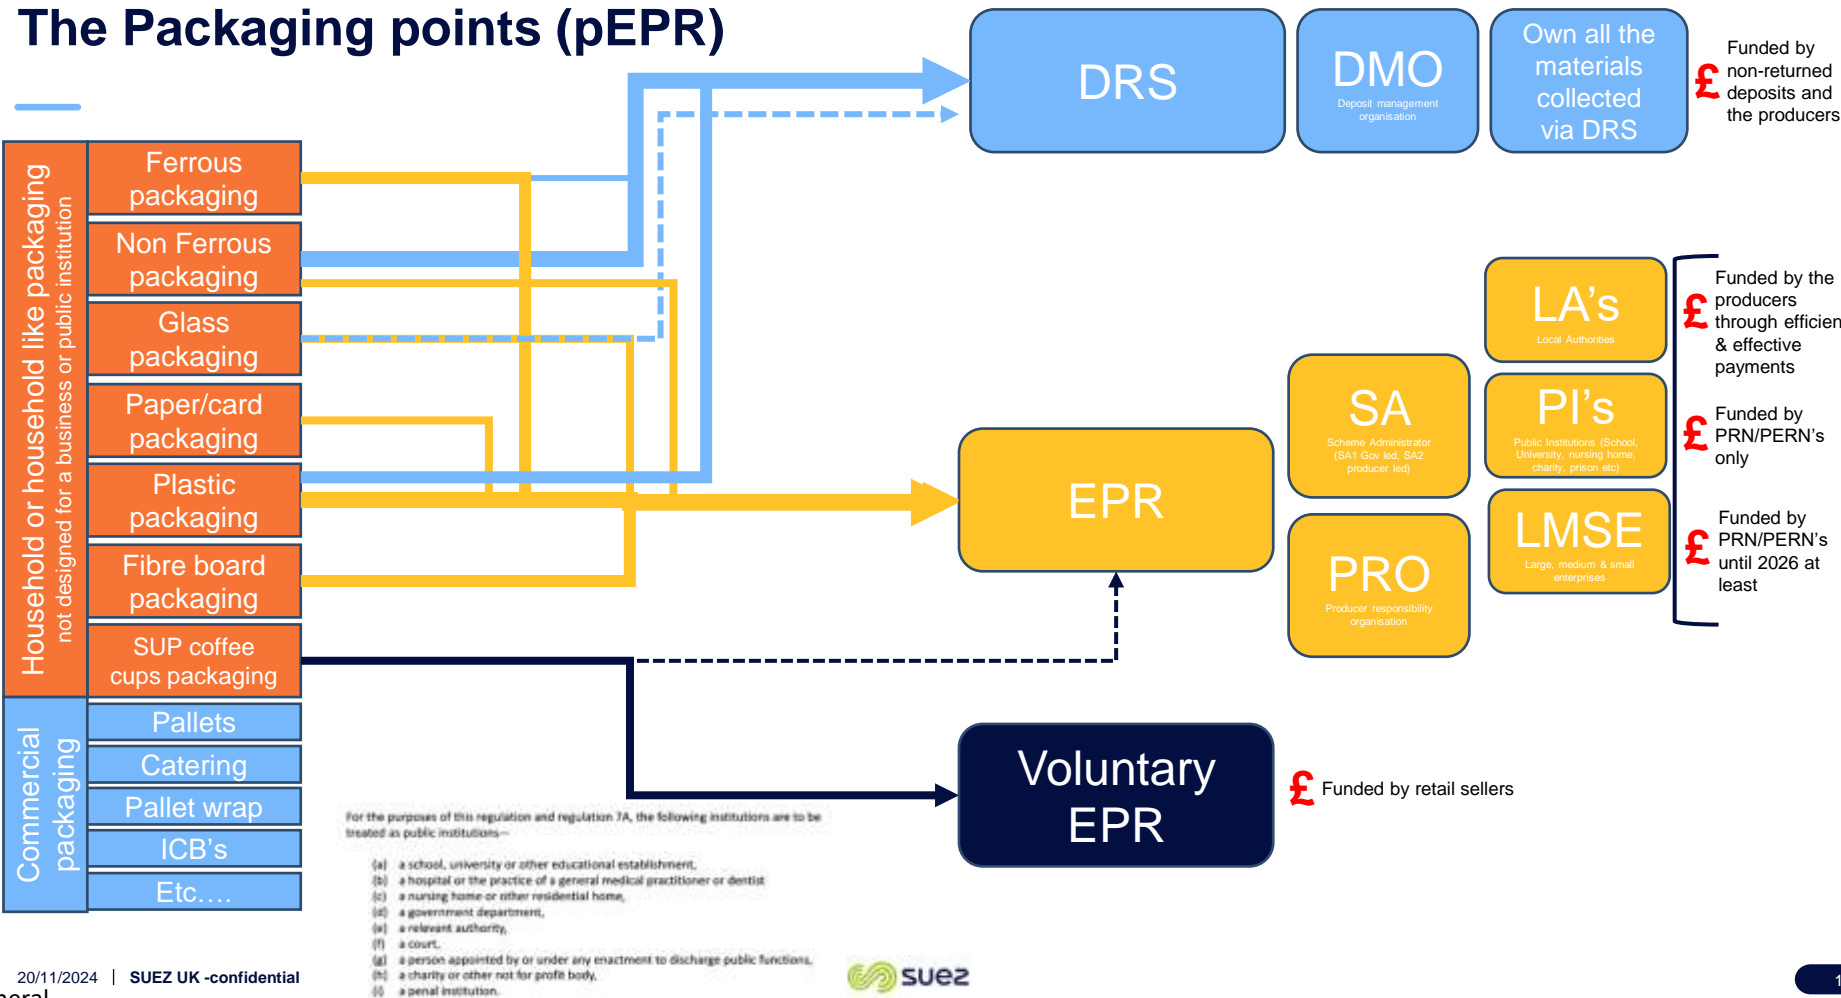 The Packaging points (pEPR)
DRS
DMO
Deposit management
organisation
Own all the
materials
collected
via DRS
£
Funded by
non-returned
deposits and
the producers
Household or household like packaging
not designed for a business or public institution
Ferrous
packaging
Non Ferrous
packaging
Glass
packaging
Paper/card
packaging
Plastic
packaging
Fibre board
packaging
SUP coffee
cups packaging
Commercial
packaging
Pallets
Catering
Pallet wrap
ICB's
Etc....
EPR
SA
Scheme Administrator
(SA1 Gov led, SA2
producer led)
PRO
Producer responsibility
organisation
LA's
Local Authorities
PI's
Public Institutions (School,
University, nursing home,
charity, prison etc)
LMSE
Large, medium & small
enterprises
£
Funded by the
producers
through efficien
& effective
payments
£
Funded by
PRN/PERN's
only
£
Funded by
PRN/PERN's
until 2026 at
least
Voluntary
EPR
£
Funded by retail sellers
For the purposes of this regulation and regulation 7A, the following institutions are to be
treated as public institutions—
(a) a school, university or other educational establishment,
(b) a hospital or the practice of a general medical practitioner or dentist
(c) a nursing home or other residential home,
(d) a government department,
(e) a relevant authority,
(f) a court,
(g) a person appointed by or under any enactment to discharge public functions,
(h) a charity or other not for profit body,
(i) a penal institution.
20/11/2024 | SUEZ UK -confidential
neral
suez
1